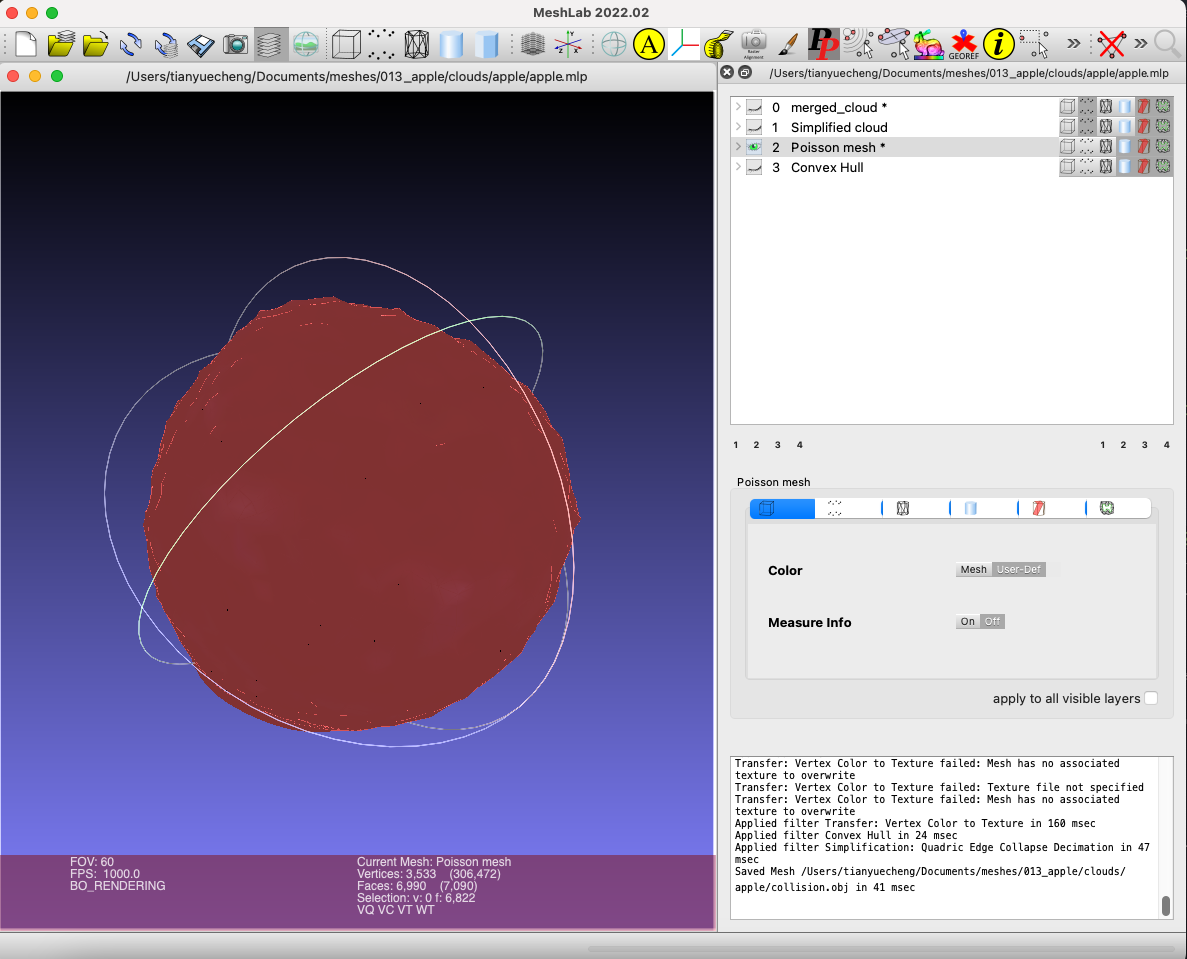 MeshLab 2022.02
A
PP
GEOREF
i
»
»
/Users/tianyuecheng/Documents/meshes/013_apple/clouds/apple/apple.mlp
/Users/tianyuecheng/Documents/meshes/013_apple/clouds/apple/apple.mlp
0 merged_cloud *
1 Simplified cloud
2 Poisson mesh *
3 Convex Hull
1 2 3 4 1 2 3 4
Poisson mesh
Color Mesh User-Def
Measure Info On Off
apply to all visible layers
Transfer: Vertex Color to Texture failed: Mesh has no associated
texture to overwrite
Transfer: Vertex Color to Texture failed: Texture file not specified
Transfer: Vertex Color to Texture failed: Mesh has no associated
texture to overwrite
Applied filter Transfer: Vertex Color to Texture in 160 msec
Applied filter Convex Hull in 24 msec
Applied filter Simplification: Quadric Edge Collapse Decimation in 47
msec
Saved Mesh /Users/tianyuecheng/Documents/meshes/013_apple/clouds/
apple/collision.obj in 41 msec
FOV: 60
FPS: 1000.0
BO_RENDERING
Current Mesh: Poisson mesh
Vertices: 3,533 (306,472)
Faces: 6,990 (7,090)
Selection: v: 0 f: 6,822
VQ VC VT WT